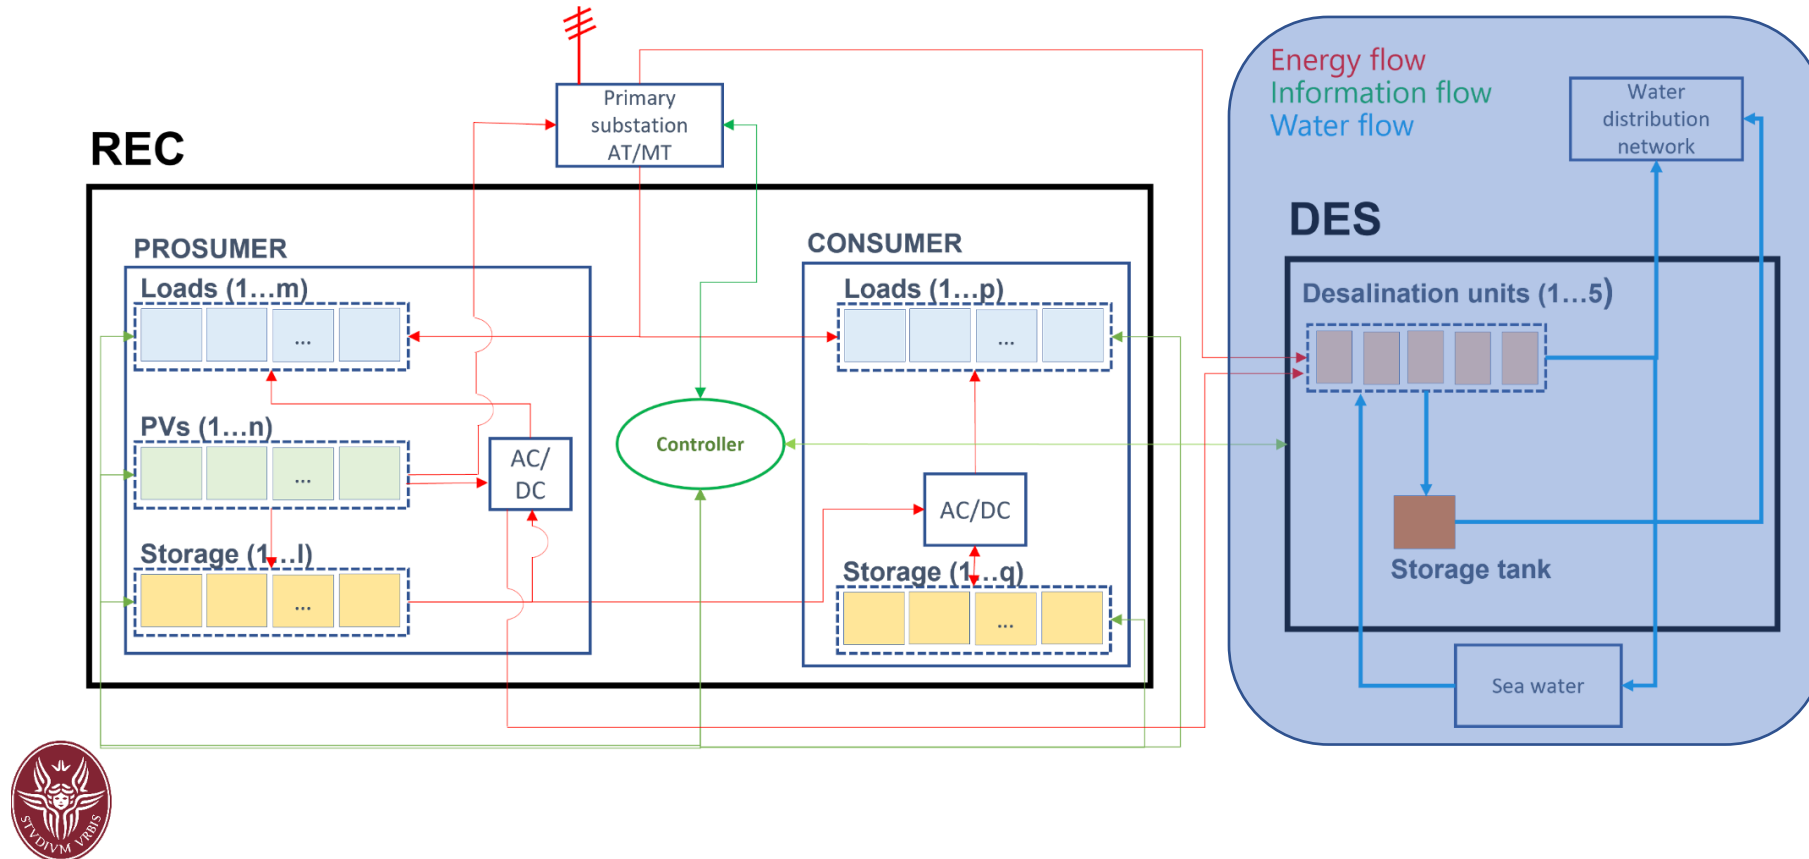 Primary
substation
AT/MT
REC
PROSUMER
Loads (1...m)
...
PVs (1...n)
...
AC/
DC
Storage (1...l)
...
Controller
CONSUMER
Loads (1...p)
...
AC/DC
Storage (1...q)
...
Energy flow
Information flow
Water flow
Water
distribution
network
DES
Desalination units (1...5)
Storage tank
Sea water
STVDIVM VRBIS